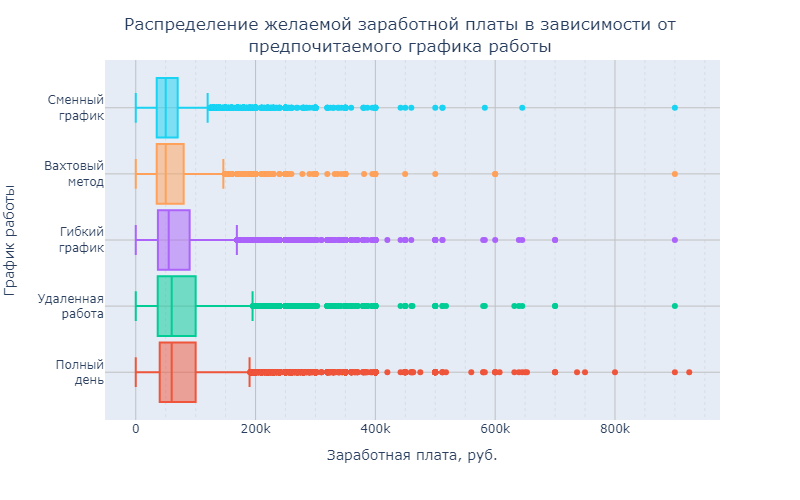 Распределение желаемой заработной платы в зависимости от
предпочитаемого графика работы
График работы
Сменный
график
Вахтовый
метод
Гибкий
график
Удаленная
работа
Полный
день
0
200k
400k
600k
800k
Заработная плата, руб.